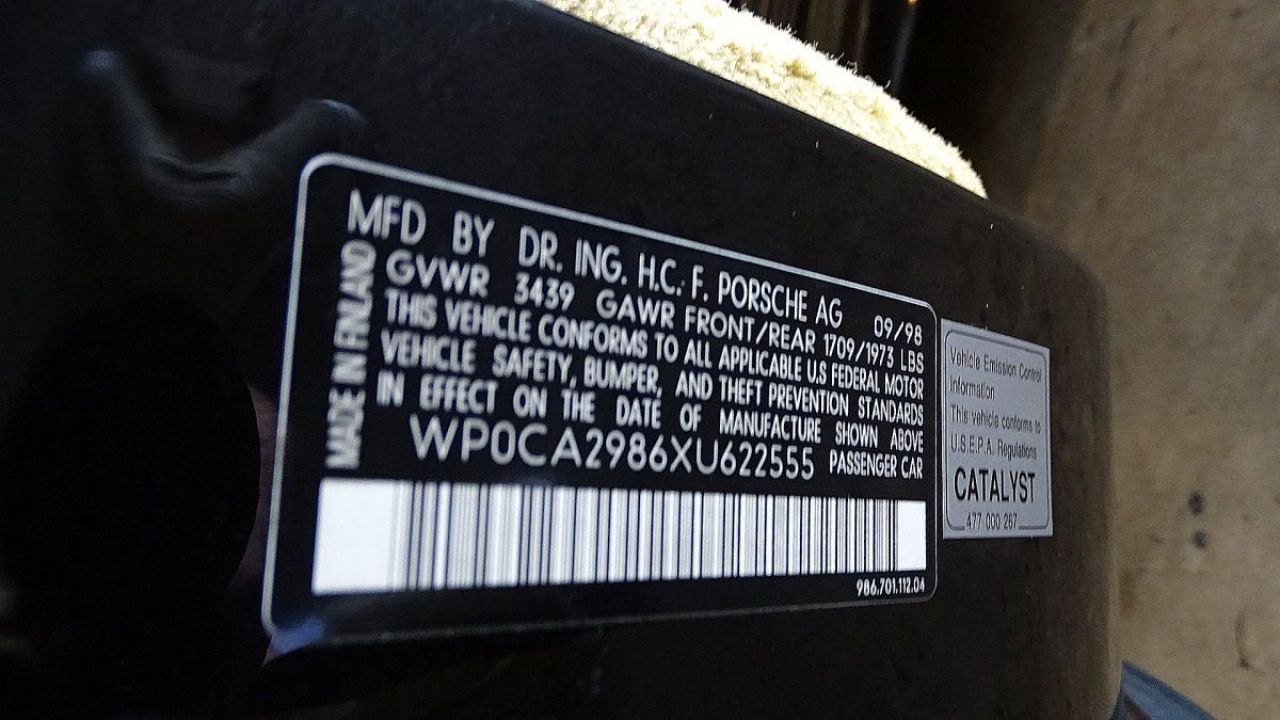 MFD BY DR. ING. H.C. F. PORSCHE AG 09/98
GVWR 3439 GAWR FRONT/REAR 1709/1973 LBS
THIS VEHICLE CONFORMS TO ALL APPLICABLE U.S FEDERAL MOTOR
VEHICLE SAFETY, BUMPER, AND THEFT PREVENTION STANDARDS
IN EFFECT ON THE DATE OF MANUFACTURE SHOWN ABOVE
WP0CA2986XU622555 PASSENGER CAR
MADE IN FINLAND
986.701.112.04
Vehicle Emission Control
Information
This vehicle conforms to
U.S.E.P.A. Regulations
CATALYST
477 000 267